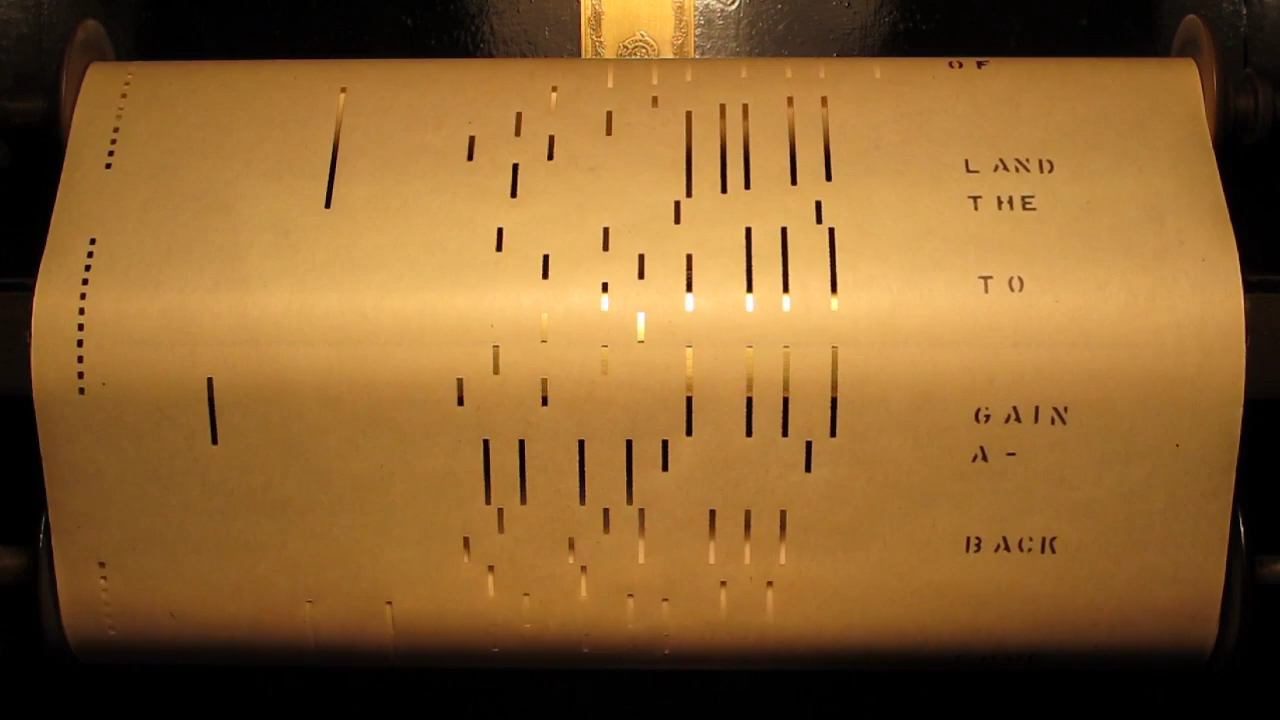 OF
LAND
THE
TO
GAIN
A-
BACK